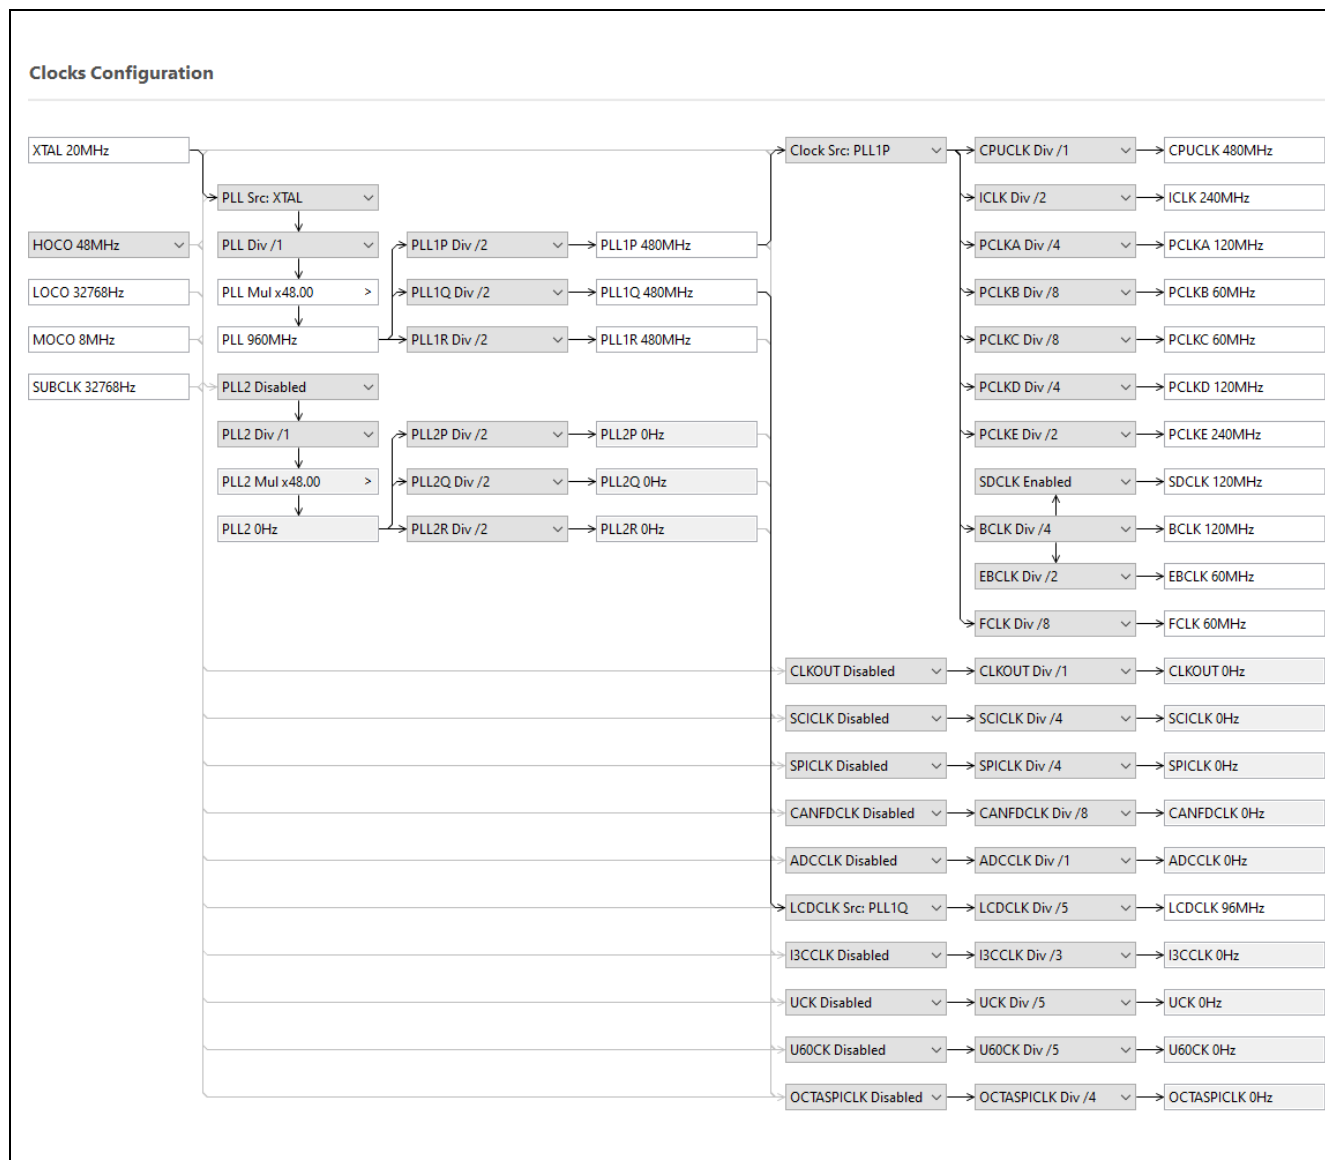 Clocks Configuration
XTAL 20MHz
Clock Src: PLL1P
CPUCLK Div /1
CPUCLK 480MHz
PLL Src: XTAL
ICLK Div /2
ICLK 240MHz
HOCO 48MHz
PLL Div /1
PLL1P Div /2
PLL1P 480MHz
PCLKA Div /4
PCLKA 120MHz
LOCO 32768Hz
PLL Mul x48.00 >
PLL1Q Div /2
PLL1Q 480MHz
PCLKB Div /8
PCLKB 60MHz
MOCO 8MHz
PLL 960MHz
PLL1R Div /2
PLL1R 480MHz
PCLKC Div /8
PCLKC 60MHz
SUBCLK 32768Hz
PLL2 Disabled
PCLKD Div /4
PCLKD 120MHz
PLL2 Div /1
PLL2P Div /2
PLL2P 0Hz
PCLKE Div /2
PCLKE 240MHz
PLL2 Mul x48.00 >
PLL2Q Div /2
PLL2Q 0Hz
SDCLK Enabled
SDCLK 120MHz
PLL2 0Hz
PLL2R Div /2
PLL2R 0Hz
BCLK Div /4
BCLK 120MHz
EBCLK Div /2
EBCLK 60MHz
FCLK Div /8
FCLK 60MHz
CLKOUT Disabled
CLKOUT Div /1
CLKOUT 0Hz
SCICLK Disabled
SCICLK Div /4
SCICLK 0Hz
SPICLK Disabled
SPICLK Div /4
SPICLK 0Hz
CANFDCLK Disabled
CANFDCLK Div /8
CANFDCLK 0Hz
ADCCLK Disabled
ADCCLK Div /1
ADCCLK 0Hz
LCDCLK Src: PLL1Q
LCDCLK Div /5
LCDCLK 96MHz
I3CCLK Disabled
I3CCLK Div /3
I3CCLK 0Hz
UCK Disabled
UCK Div /5
UCK 0Hz
U60CK Disabled
U60CK Div /5
U60CK 0Hz
OCTASPICLK Disabled
OCTASPICLK Div /4
OCTASPICLK 0Hz